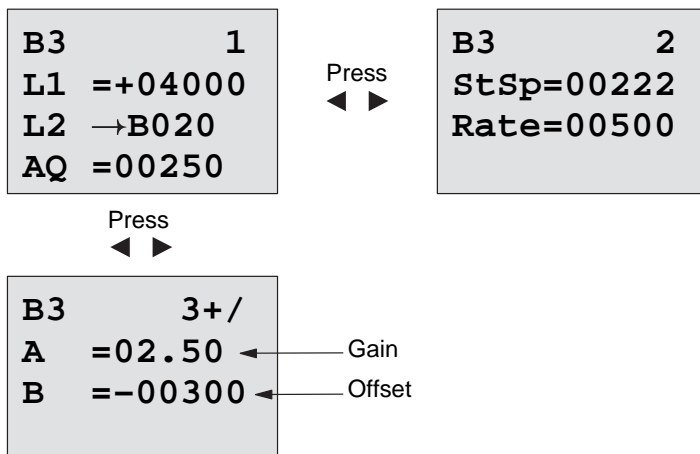 B3 1
L1 =+04000
L2 →B020
AQ =00250
Press
◄ ►
B3 2
StSp=00222
Rate=00500
Press
◄ ►
B3 3+/
A =02.50
Gain
B =-00300
Offset